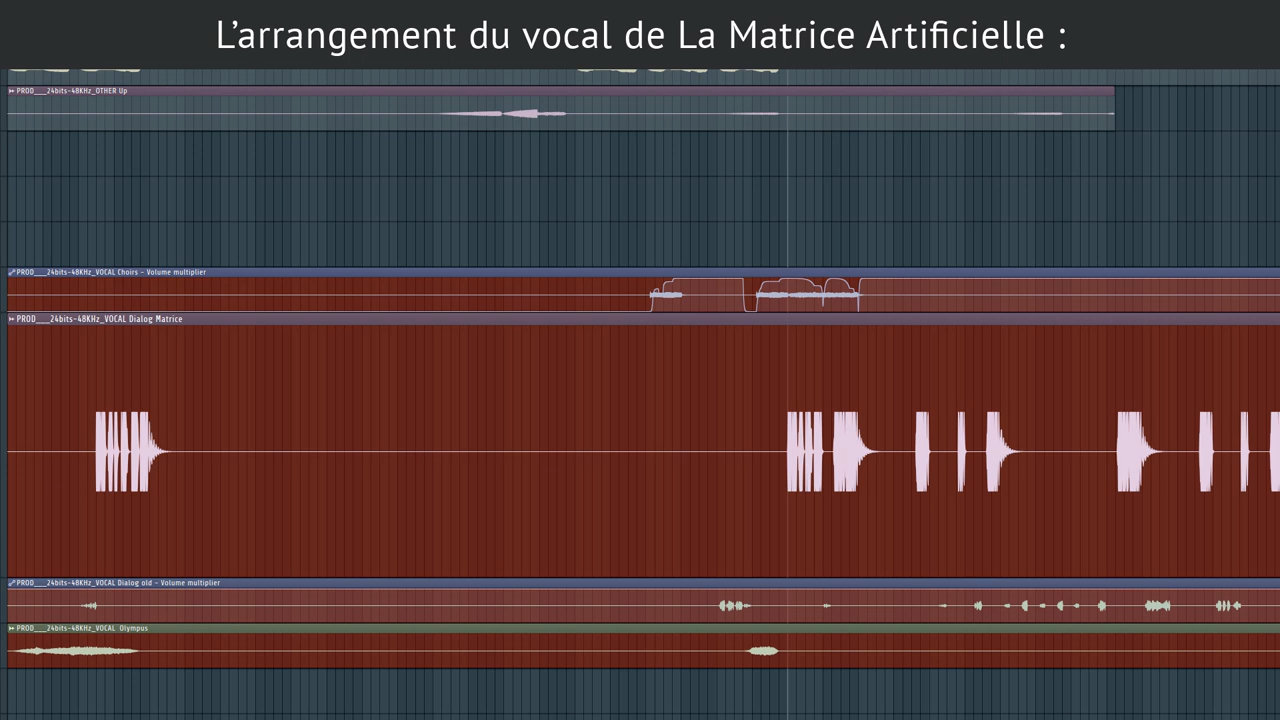 L’arrangement du vocal de La Matrice Artificielle :
PROD___24bits-48KHz_OTHER Up
PROD___24bits-48KHz_VOCAL Choirs - Volume multiplier
PROD___24bits-48KHz_VOCAL Dialog Matrice
PROD___24bits-48KHz_VOCAL Dialog old - Volume multiplier
PROD___24bits-48KHz_VOCAL Olympus